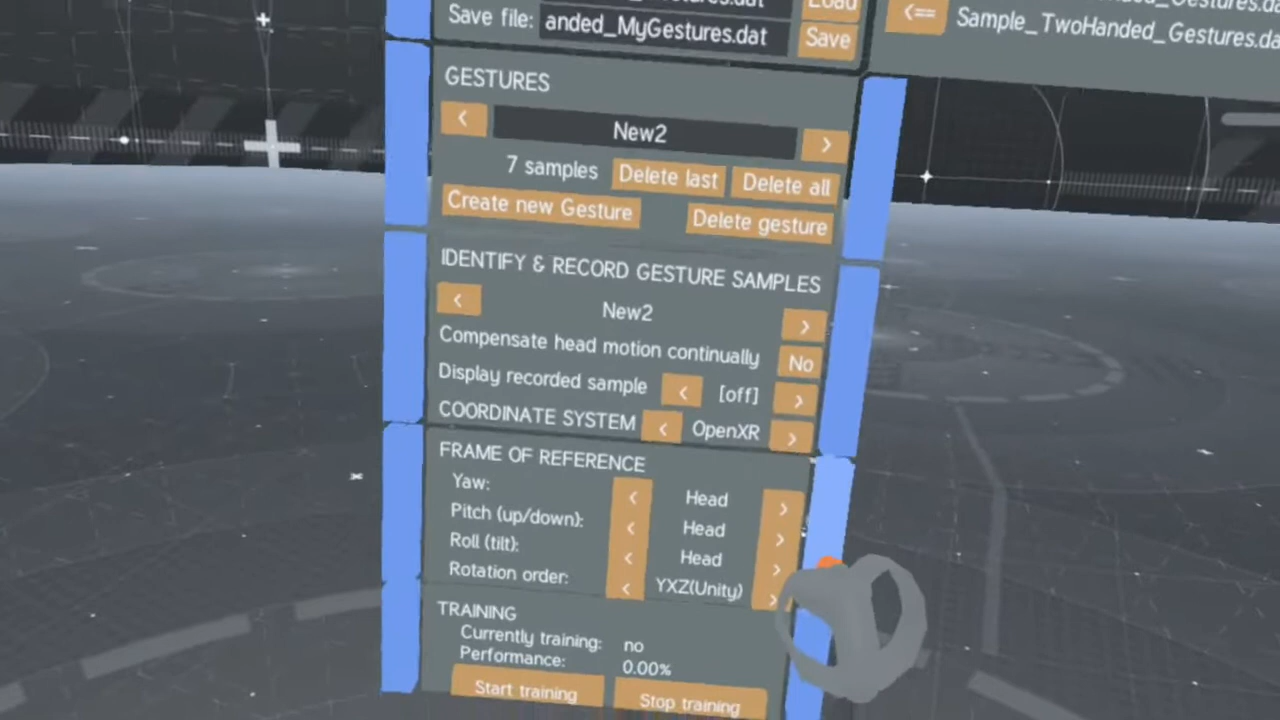 Load
Save file: anded_MyGestures.dat Save
<== Sample_TwoHanded_Gestures.da
GESTURES
< New2 >
7 samples Delete last Delete all
Create new Gesture Delete gesture
IDENTIFY & RECORD GESTURE SAMPLES
< New2 >
Compensate head motion continually No
Display recorded sample < [off] >
COORDINATE SYSTEM < OpenXR >
FRAME OF REFERENCE
Yaw: < Head >
Pitch (up/down): < Head >
Roll (tilt): < Head >
Rotation order: < YXZ(Unity) >
TRAINING
Currently training: no
Performance: 0.00%
Start training Stop training